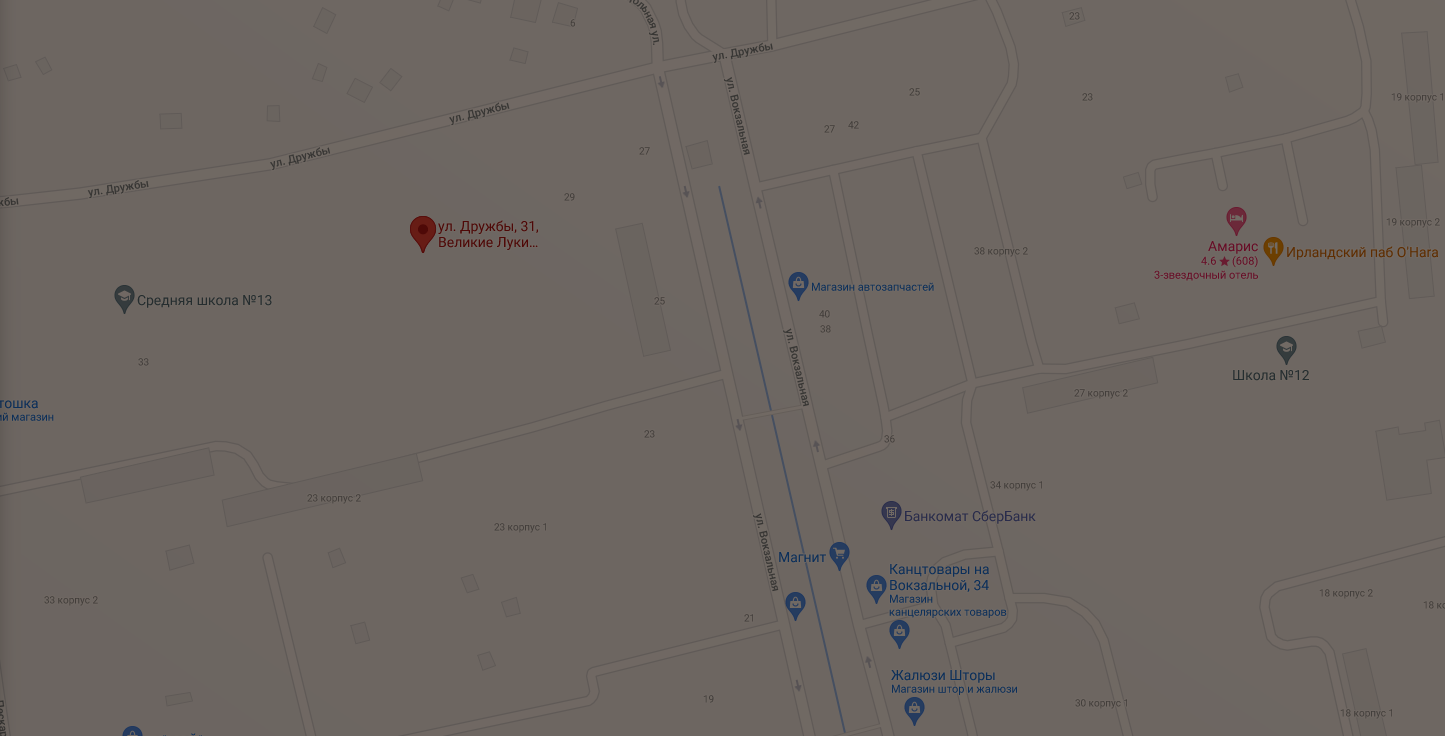 6
23
ул. Дружбы
19 корпус 1
25
23
ул. Дружбы
ул. Вокзальная
27
42
27
ул. Дружбы
ул. Дружбы
29
ул. Дружбы, 31,
Великие Луки...
19 корпус 2
38 корпус 2
Амарис
4.6 ★ (608)
3-звездочный отель
Ирландский паб O'Hara
Магазин автозапчастей
Средняя школа №13
25
40
38
33
ул. Вокзальная
Школа №12
27 корпус 2
23
36
34 корпус 1
23 корпус 2
23 корпус 1
Банкомат СберБанк
ул. Вокзальная
Магнит
Канцтовары на
Вокзальной, 34
Магазин
канцелярских товаров
33 корпус 2
18 корпус 2
21
Жалюзи Шторы
Магазин штор и жалюзи
19
30 корпус 1
18 корпус 1